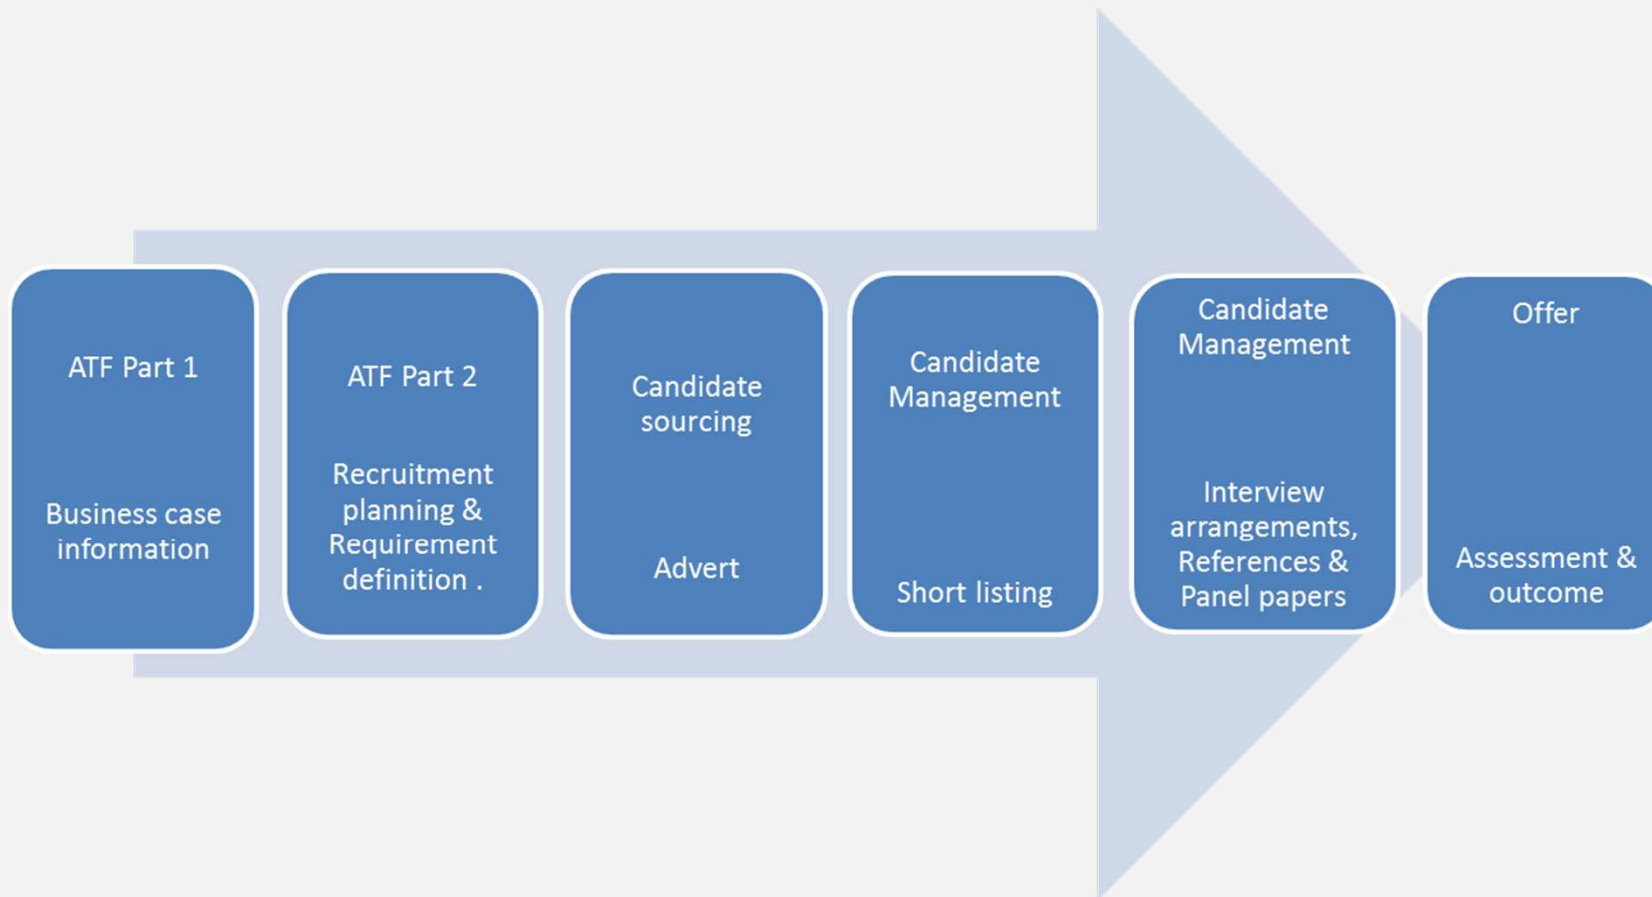 ATF Part 1
Business case
information
ATF Part 2
Recruitment
planning &
Requirement
definition .
Candidate
sourcing
Advert
Candidate
Management
Short listing
Candidate
Management
Interview
arrangements,
References &
Panel papers
Offer
Assessment &
outcome